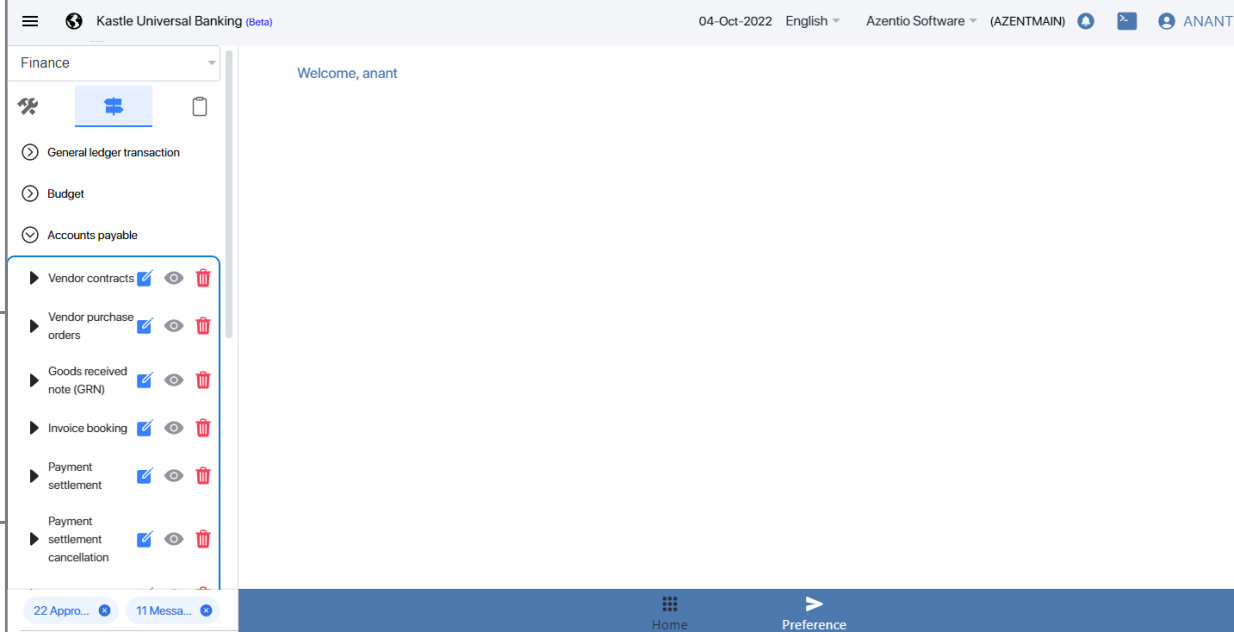 Kastle Universal Banking (Beta)
04-Oct-2022 English Azentio Software (AZENTMAIN) ANANT
Finance
Welcome, anant
General ledger transaction
Budget
Accounts payable
Vendor contracts
Vendor purchase
orders
Goods received
note (GRN)
Invoice booking
Payment
settlement
Payment
settlement
cancellation
22 Appro...
11 Messa...
Home
Preference